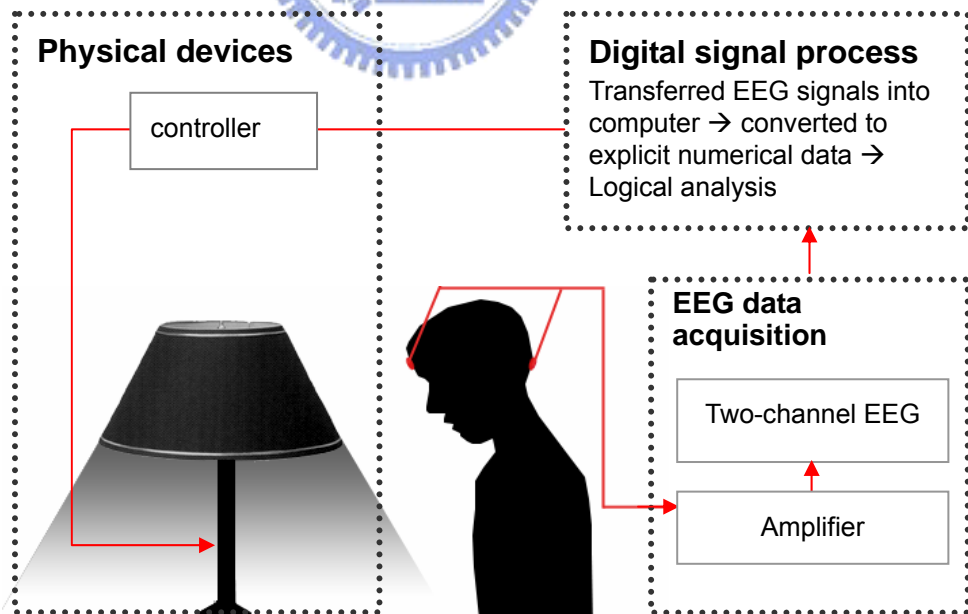 Physical devices
controller
Digital signal process
Transferred EEG signals into
computer → converted to
explicit numerical data →
Logical analysis
EEG data
acquisition
Two-channel EEG
Amplifier